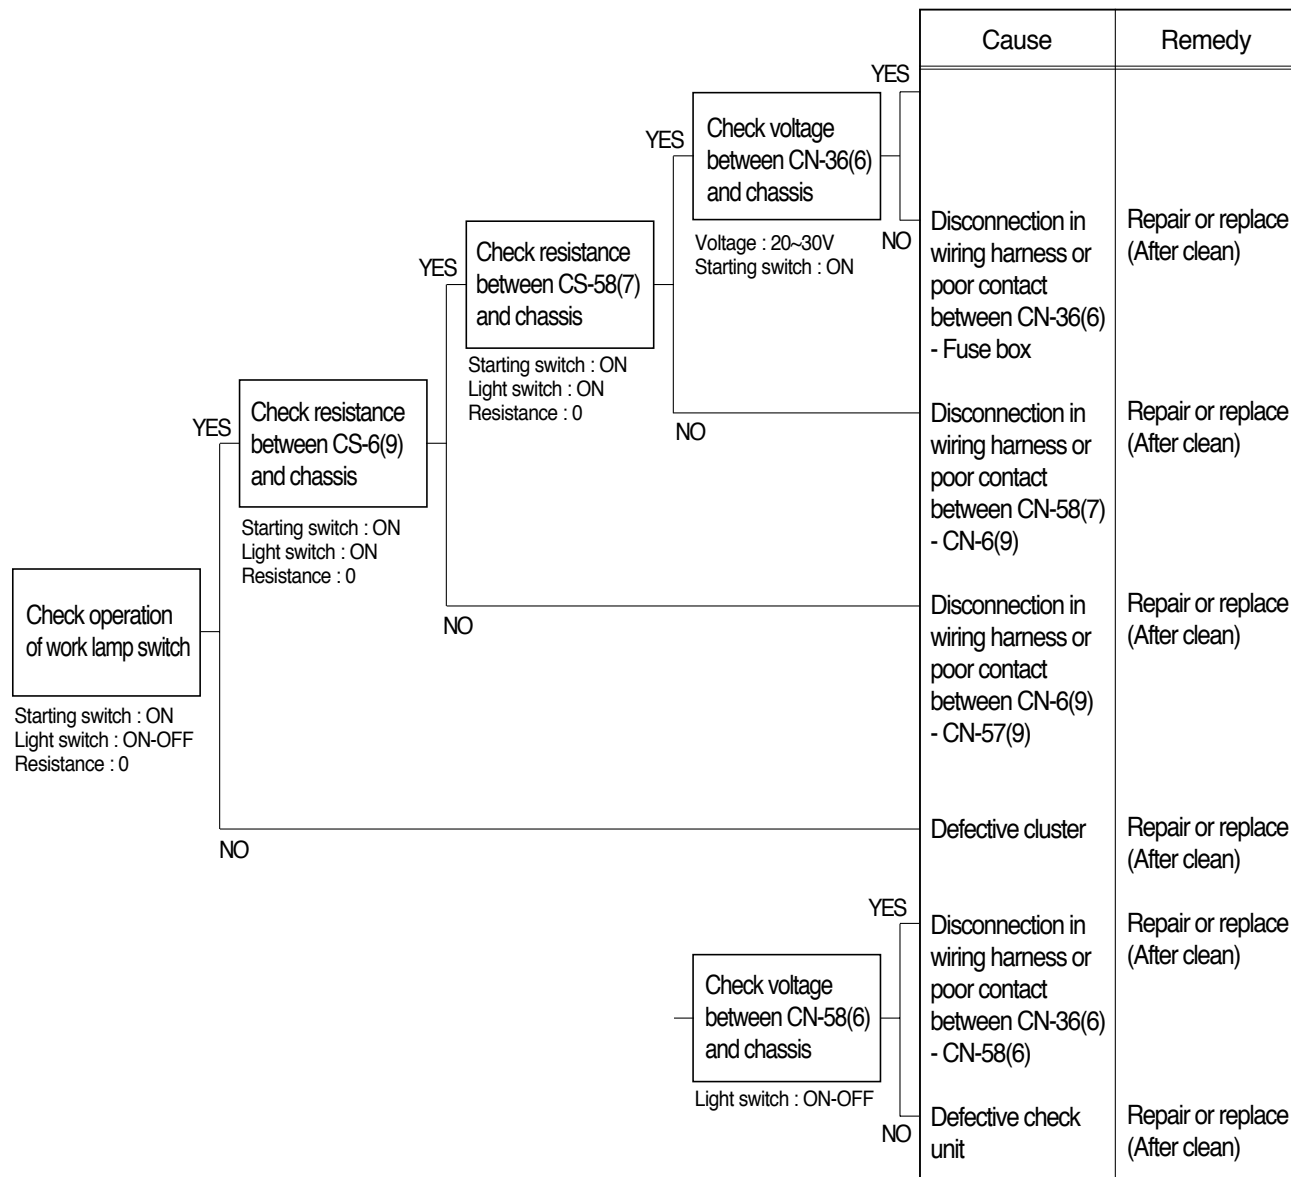 Cause
Remedy
YES
Check voltage
between CN-36(6)
and chassis
Voltage : 20~30V
Starting switch : ON
NO
Disconnection in
wiring harness or
poor contact
between CN-36(6)
- Fuse box
Repair or replace
(After clean)
YES
Check resistance
between CS-58(7)
and chassis
Starting switch : ON
Light switch : ON
Resistance : 0
NO
Disconnection in
wiring harness or
poor contact
between CN-58(7)
- CN-6(9)
Repair or replace
(After clean)
YES
Check resistance
between CS-6(9)
and chassis
Starting switch : ON
Light switch : ON
Resistance : 0
NO
Disconnection in
wiring harness or
poor contact
between CN-6(9)
- CN-57(9)
Repair or replace
(After clean)
YES
Check operation
of work lamp switch
Starting switch : ON
Light switch : ON-OFF
Resistance : 0
NO
Defective cluster
Repair or replace
(After clean)
YES
Check voltage
between CN-58(6)
and chassis
Light switch : ON-OFF
Disconnection in
wiring harness or
poor contact
between CN-36(6)
- CN-58(6)
Repair or replace
(After clean)
NO
Defective check
unit
Repair or replace
(After clean)